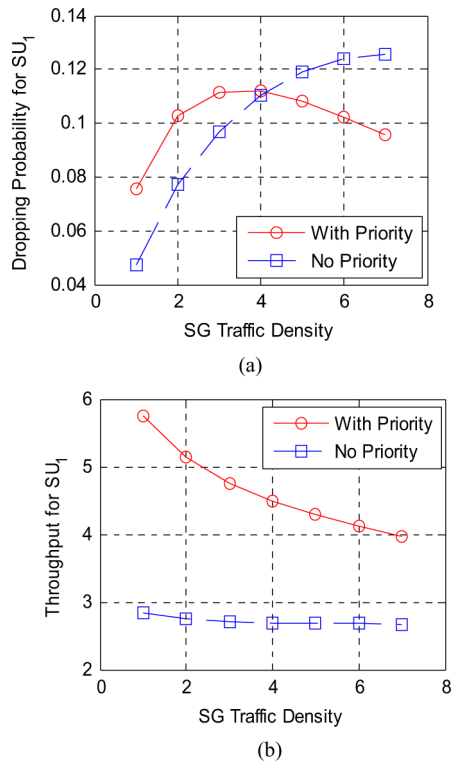 0.14
0.12
0.1
0.08
0.06
0.04
Dropping Probability for SU1
With Priority
No Priority
0 2 4 6 8
SG Traffic Density
(a)
6
5
4
3
2
Throughput for SU1
With Priority
No Priority
0 2 4 6 8
SG Traffic Density
(b)